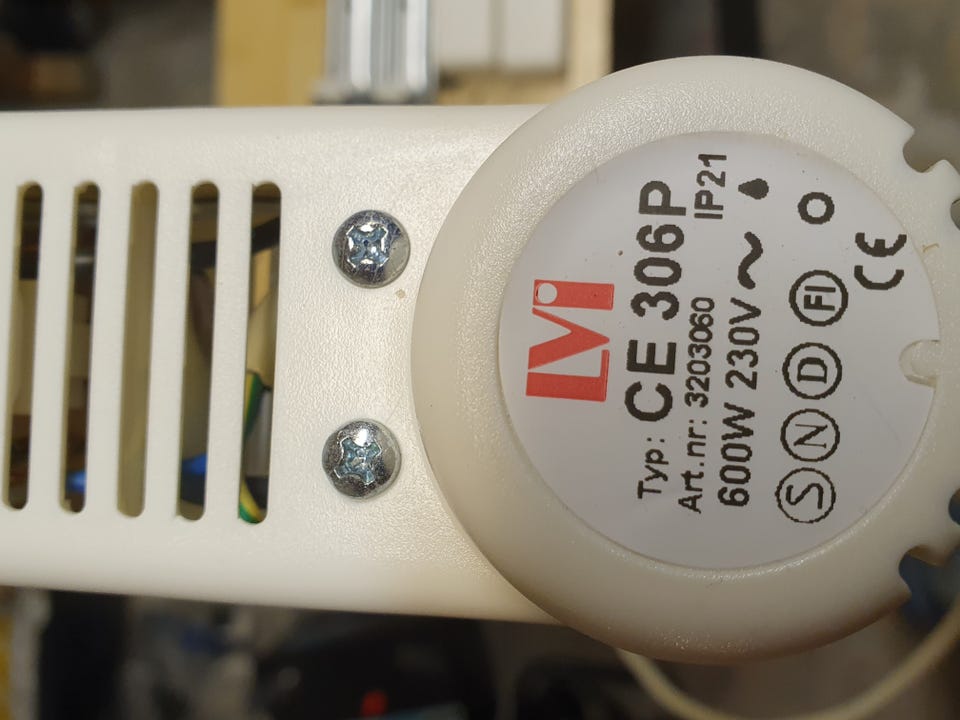 LVI
Typ: CE 306P
Art.nr: 3203060 IP21
600W 230V ~
S N D FI
CE